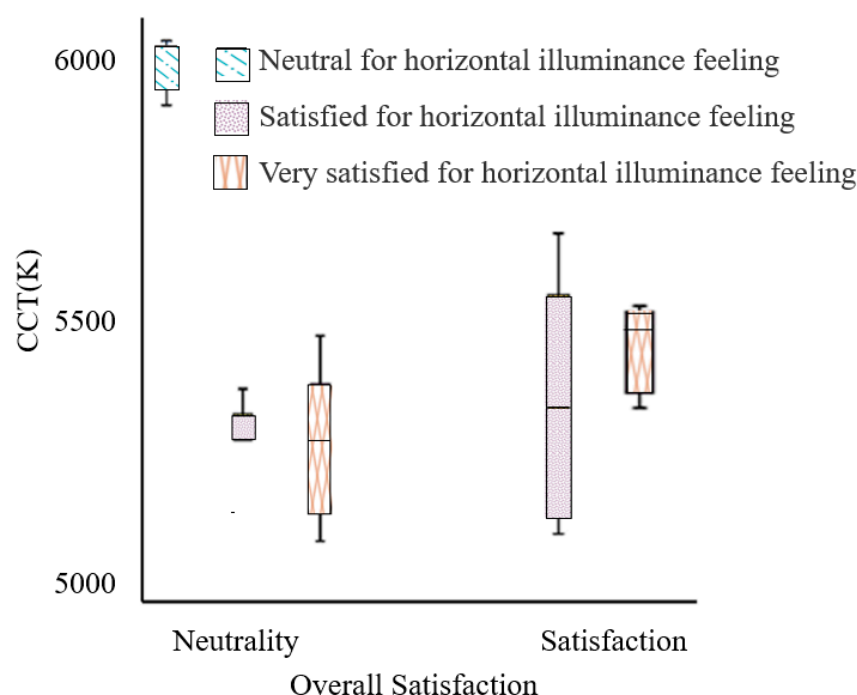 6000
Neutral for horizontal illuminance feeling
Satisfied for horizontal illuminance feeling
Very satisfied for horizontal illuminance feeling
CCT(K)
5500
5000
Neutrality
Satisfaction
Overall Satisfaction